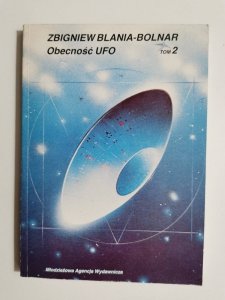 ZBIGNIEW BLANIA-BOLNAR
Obecność UFO TOM 2
Młodzieżowa Agencja Wydawnicza